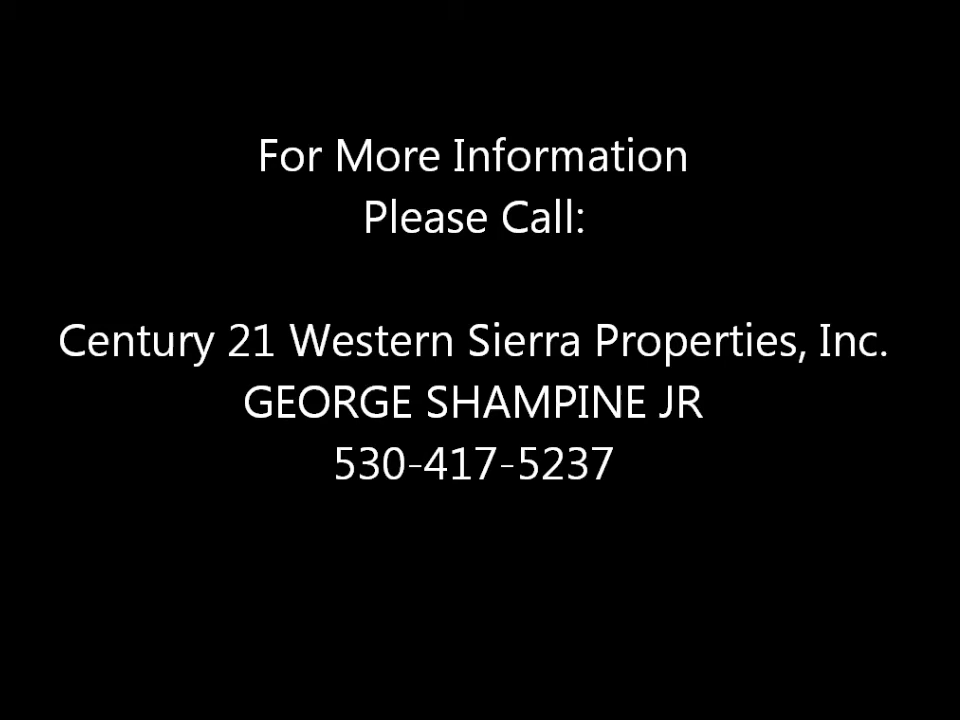 For More Information
Please Call:
Century 21 Western Sierra Properties, Inc.
GEORGE SHAMPINE JR
530-417-5237